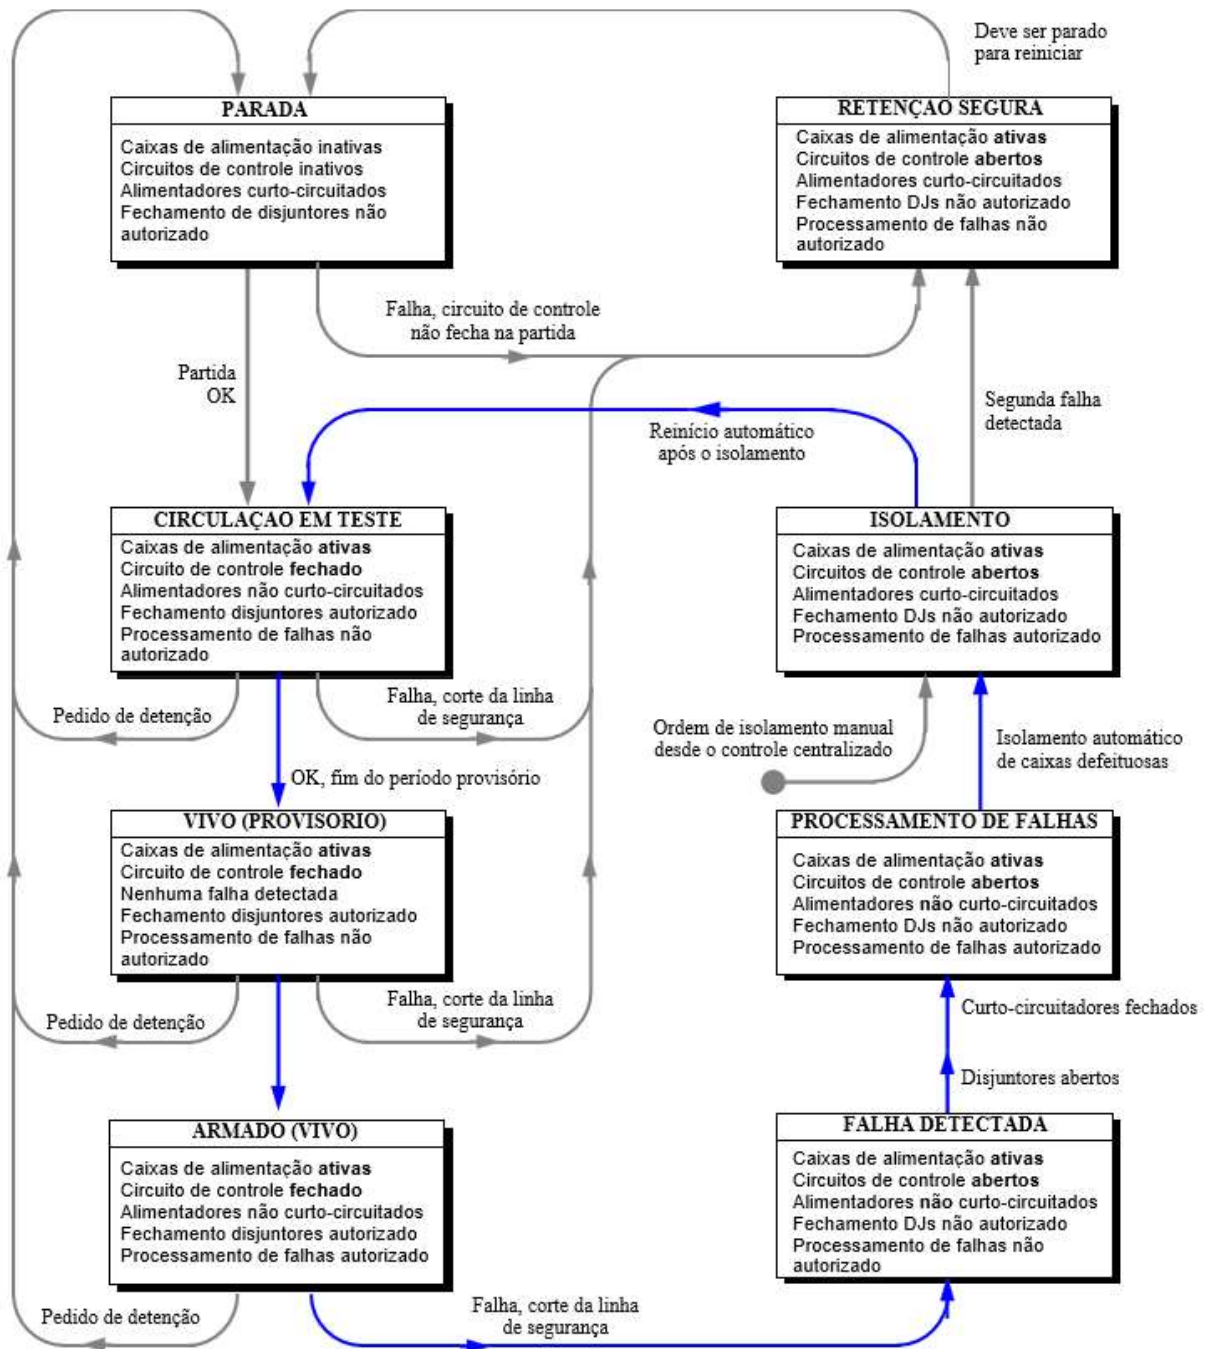 Deve ser parado
para reiniciar
PARADA
Caixas de alimentação inativas
Circuitos de controle inativos
Alimentadores curto-circuitados
Fechamento de disjuntores não
autorizado
RETENÇAO SEGURA
Caixas de alimentação ativas
Circuitos de controle abertos
Alimentadores curto-circuitados
Fechamento DJs não autorizado
Processamento de falhas não
autorizado
Falha, circuito de controle
não fecha na partida
Partida
OK
Segunda falha
detectada
Reinício automático
após o isolamento
CIRCULAÇAO EM TESTE
Caixas de alimentação ativas
Circuito de controle fechado
Alimentadores não curto-circuitados
Fechamento disjuntores autorizado
Processamento de falhas não
autorizado
ISOLAMENTO
Caixas de alimentação ativas
Circuitos de controle abertos
Alimentadores curto-circuitados
Fechamento DJs não autorizado
Processamento de falhas autorizado
Pedido de detenção
Falha, corte da linha
de segurança
Ordem de isolamento manual
desde o controle centralizado
Isolamento automático
de caixas defeituosas
OK, fim do período provisório
VIVO (PROVISORIO)
Caixas de alimentação ativas
Circuito de controle fechado
Nenhuma falha detectada
Fechamento disjuntores autorizado
Processamento de falhas não
autorizado
PROCESSAMENTO DE FALHAS
Caixas de alimentação ativas
Circuitos de controle abertos
Alimentadores não curto-circuitados
Fechamento DJs não autorizado
Processamento de falhas autorizado
Pedido de detenção
Falha, corte da linha
de segurança
Curto-circuitadores fechados
Disjuntores abertos
ARMADO (VIVO)
Caixas de alimentação ativas
Circuito de controle fechado
Alimentadores não curto-circuitados
Fechamento disjuntores autorizado
Processamento de falhas autorizado
FALHA DETECTADA
Caixas de alimentação ativas
Circuitos de controle abertos
Alimentadores não curto-circuitados
Fechamento DJs não autorizado
Processamento de falhas não
autorizado
Pedido de detenção
Falha, corte da linha
de segurança